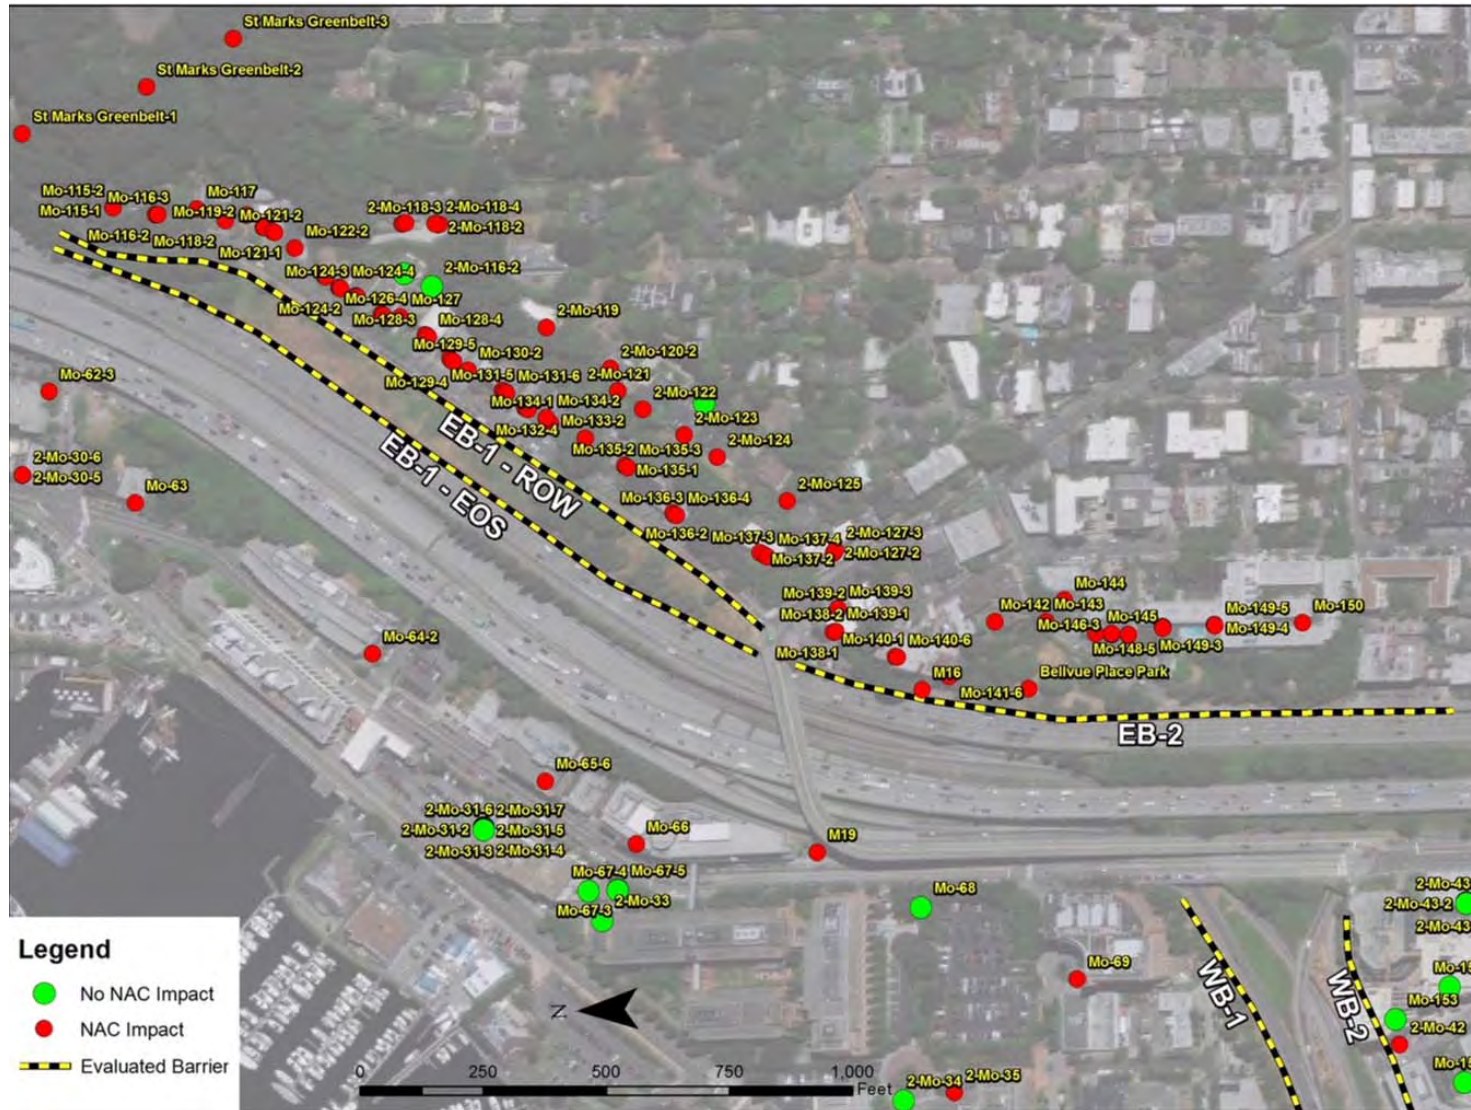 St Marks Greenbelt-3
St Marks Greenbelt-2
St Marks Greenbelt-1
Mo-115-2
Mo-116-3
Mo-117
Mo-115-1
Mo-119-2
Mo-121-2
2-Mo-118-3
2-Mo-118-4
2-Mo-118-2
Mo-116-2
Mo-118-2
Mo-122-2
Mo-121-1
Mo-124-3
Mo-124-4
2-Mo-116-2
Mo-126-4
Mo-127
Mo-124-2
Mo-128-3
Mo-128-4
2-Mo-119
Mo-129-5
Mo-130-2
2-Mo-120-2
Mo-129-4
Mo-131-5
Mo-131-6
2-Mo-121
Mo-62-3
Mo-134-1
Mo-134-2
2-Mo-122
Mo-132-4
Mo-133-2
2-Mo-123
EB-1 - ROW
EB-1 - EOS
Mo-135-2
Mo-135-3
2-Mo-124
2-Mo-30-6
2-Mo-30-5
Mo-135-1
Mo-63
2-Mo-125
Mo-136-3
Mo-136-4
Mo-136-2
Mo-137-3
Mo-137-4
2-Mo-127-3
2-Mo-127-2
Mo-137-2
Mo-139-2
Mo-139-3
Mo-144
Mo-138-2
Mo-139-1
Mo-142
Mo-143
Mo-145
Mo-149-5
Mo-150
Mo-146-3
Mo-149-4
Mo-64-2
Mo-140-1
Mo-140-6
Mo-148-5
Mo-149-3
Mo-138-1
M16
Bellvue Place Park
Mo-141-6
EB-2
Mo-65-6
2-Mo-31-6
2-Mo-31-7
2-Mo-31-2
2-Mo-31-5
2-Mo-31-3
2-Mo-31-4
Mo-66
M19
Mo-67-4
Mo-67-5
2-Mo-33
Mo-67-3
Mo-68
2-Mo-43
2-Mo-43-2
2-Mo-43
Mo-69
Mo-15
WB-1
WB-2
Mo-153
2-Mo-42
Mo-15
2-Mo-34
2-Mo-35
Legend
No NAC Impact
NAC Impact
Evaluated Barrier
N
0 250 500 750 1,000
Feet